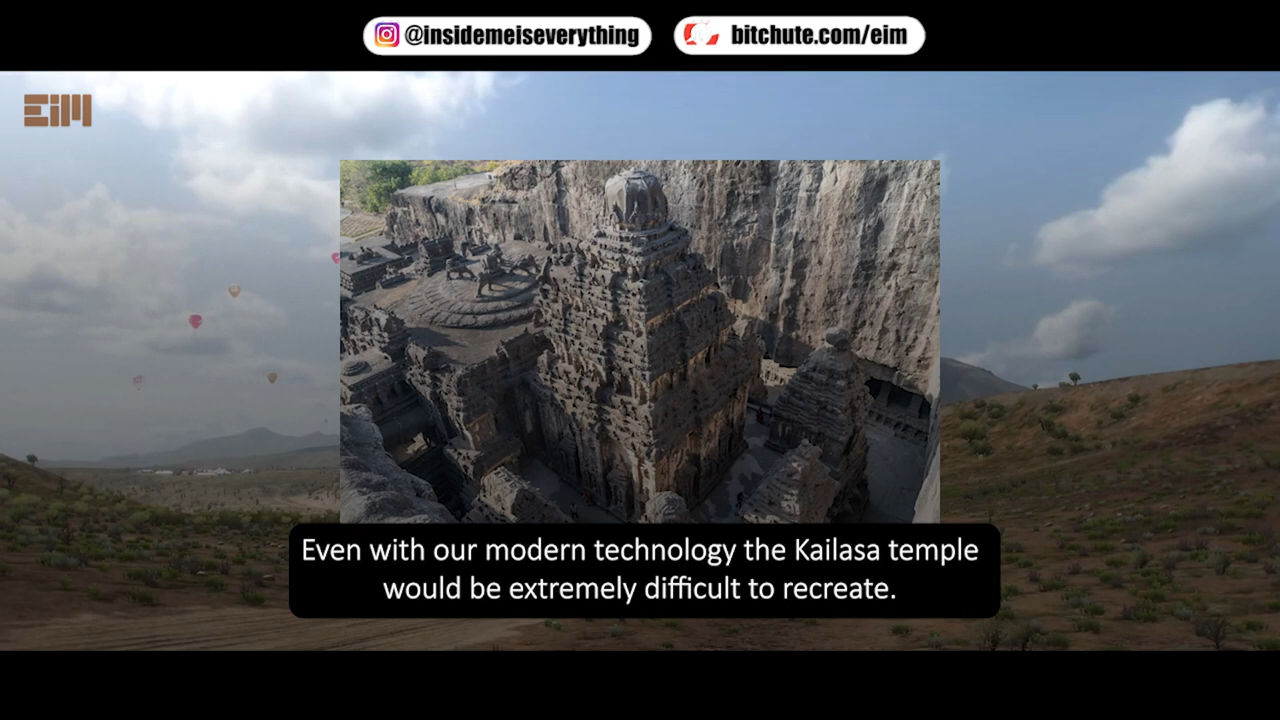 @insidemeiseverything
bitchute.com/eim
EiM
Even with our modern technology the Kailasa temple
would be extremely difficult to recreate.